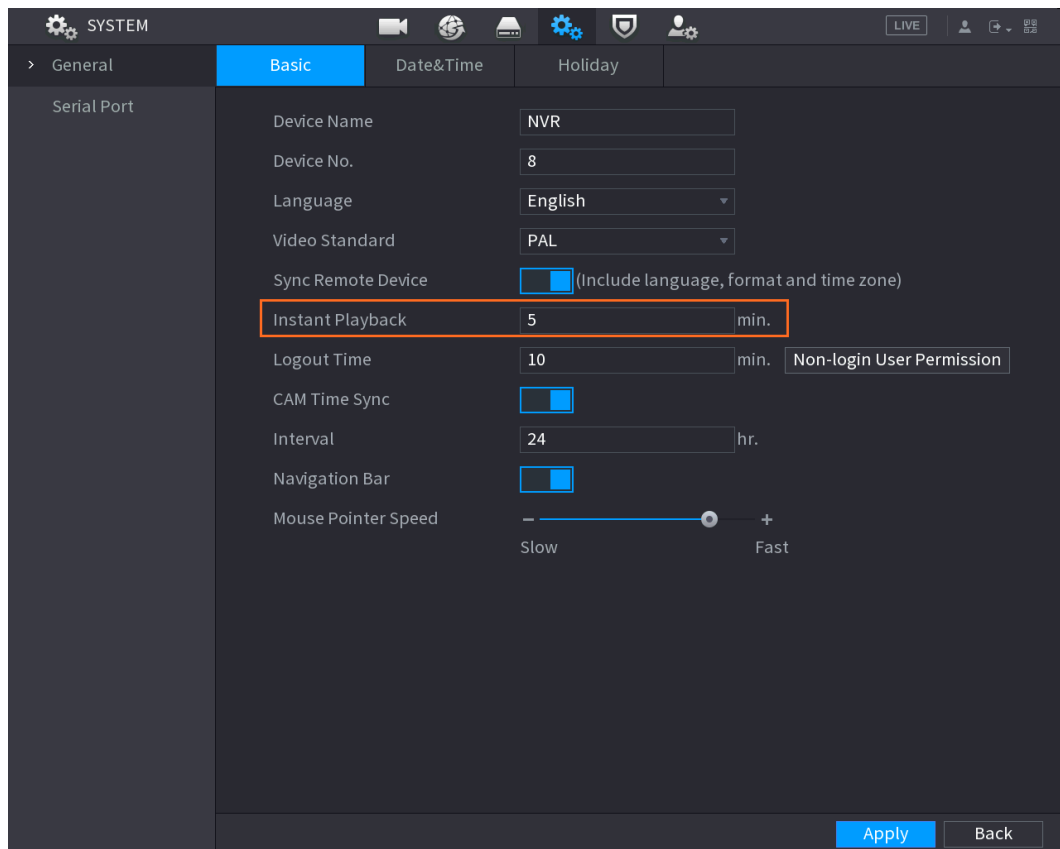 SYSTEM LIVE
General Basic Date&Time Holiday
Serial Port
Device Name NVR
Device No. 8
Language English
Video Standard PAL
Sync Remote Device (Include language, format and time zone)
Instant Playback 5 min.
Logout Time 10 min. Non-login User Permission
CAM Time Sync
Interval 24 hr.
Navigation Bar
Mouse Pointer Speed
Slow Fast
Apply Back